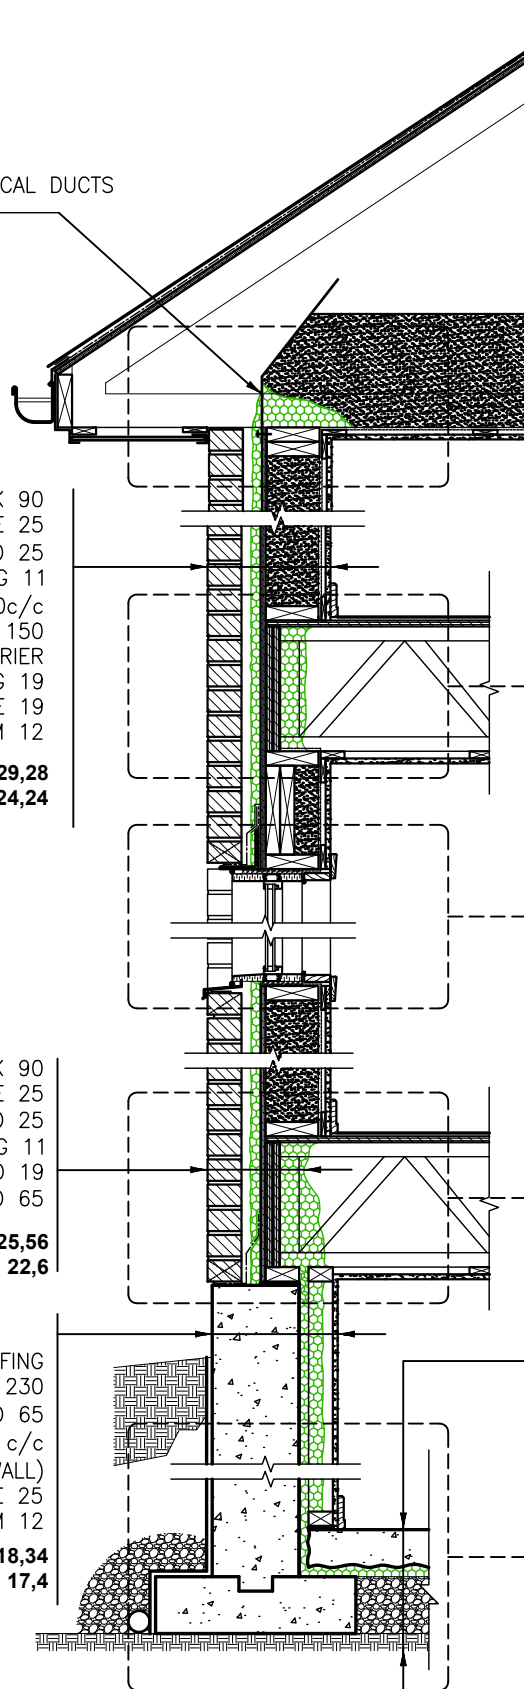 CAL DUCTS
K 90
E 25
D 25
G 11
0c/c
150
RIER
G 19
E 19
M 12
29,28
24,24
K 90
E 25
D 25
G 11
D 19
D 65
25,56
22,6
FING
230
D 65
c/c
WALL)
E 25
M 12
18,34
17,4